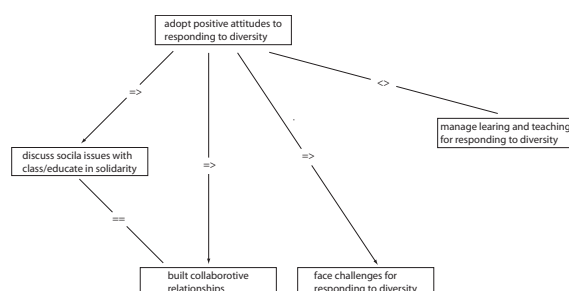 adopt positive attitudes to
responding to diversity
<>
=>
manage learing and teaching
for responding to diversity
discuss socila issues with
class/educate in solidarity
=>
=>
==
built collaborotive
relationships
face challenges for
responding to diversity